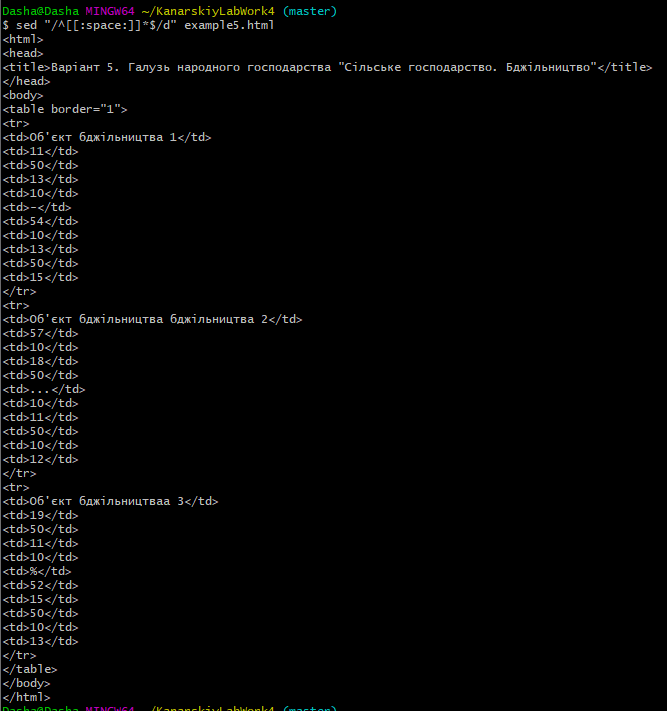 Dasha@Dasha MINGW64 ~/KanarskiyLabWork4 (master)
$ sed "/^[[:space:]]*$/d" example5.html
<html>
<head>
<title>Варіант 5. Галузь народного господарства "Сільське господарство. Бджільництво"</title>
</head>
<body>
<table border="1">
<tr>
<td>Об'єкт бджільництва 1</td>
<td>11</td>
<td>50</td>
<td>13</td>
<td>10</td>
<td>-</td>
<td>54</td>
<td>10</td>
<td>13</td>
<td>50</td>
<td>15</td>
</tr>
<tr>
<td>Об'єкт бджільництва бджільництва 2</td>
<td>57</td>
<td>10</td>
<td>18</td>
<td>50</td>
<td>...</td>
<td>10</td>
<td>11</td>
<td>50</td>
<td>10</td>
<td>12</td>
</tr>
<tr>
<td>Об'єкт бджільництваа 3</td>
<td>19</td>
<td>50</td>
<td>11</td>
<td>10</td>
<td>%</td>
<td>52</td>
<td>15</td>
<td>50</td>
<td>10</td>
<td>13</td>
</tr>
</table>
</body>
</html>
Dasha@Dasha MINGW64 ~/KanarskiyLabWork4 (master)